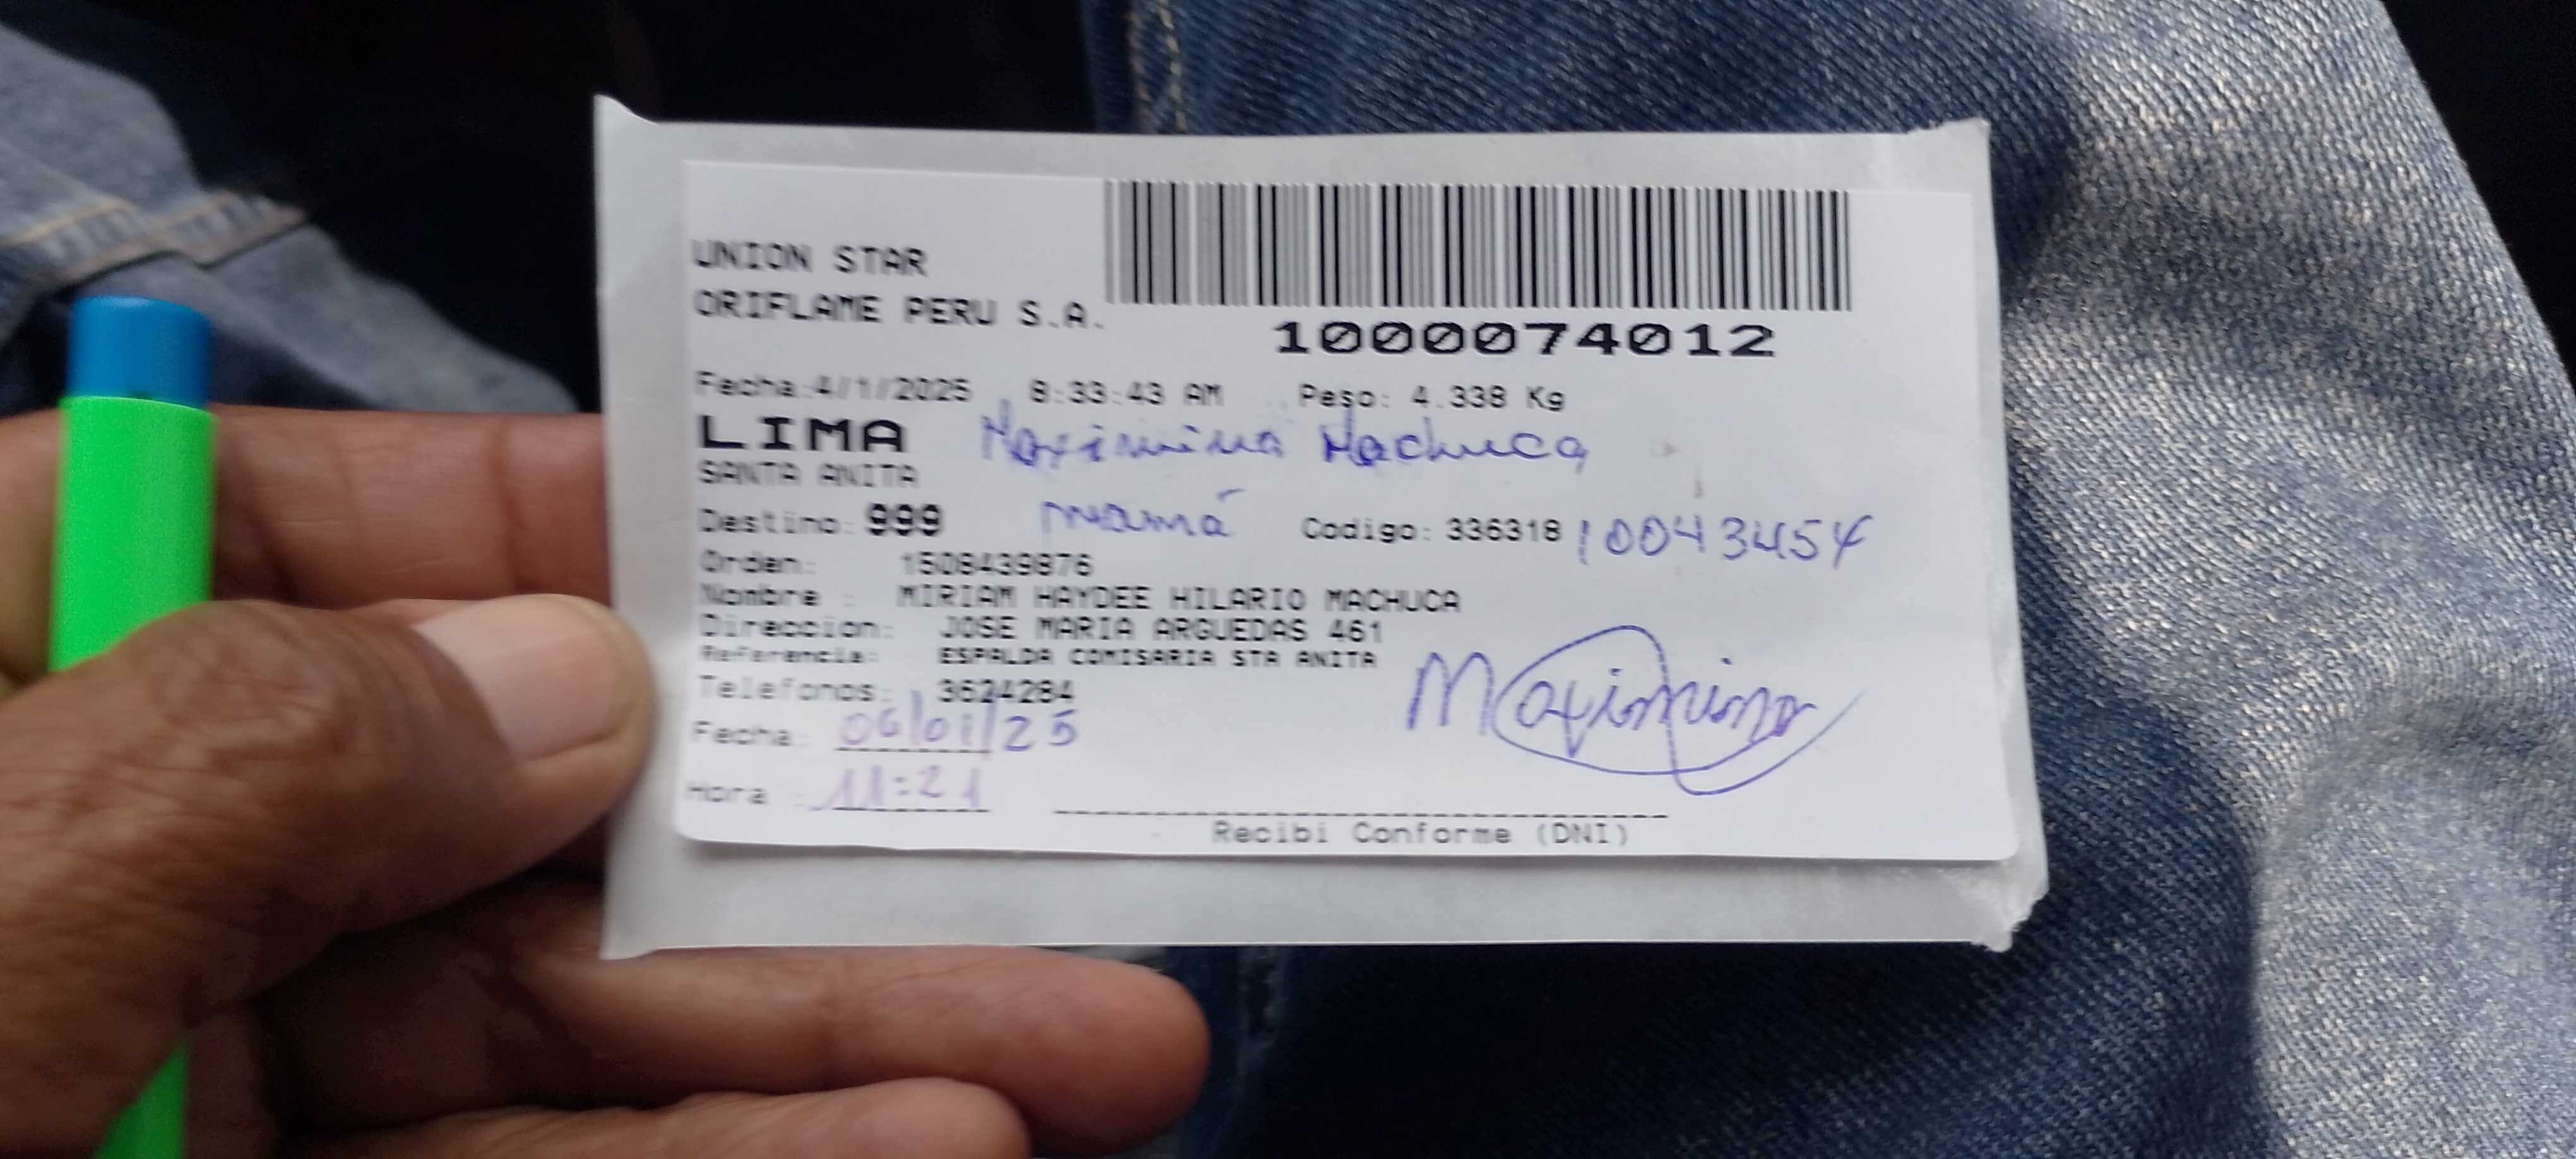 UNION STAR
ORIFLAME PERU S.A.
1000074012
Fecha:4/1/2025 8:33:43 AM Peso: 4.338 Kg
LIMA Maximina Machuca
SANTA ANITA
Destino: 999 mamá Codigo: 336318 10043454
Orden: 1508439876
Nombre : MIRIAM HAYDEE HILARIO MACHUCA
Direccion: JOSE MARIA ARGUEDAS 461
Referencia: ESPALDA COMISARIA STA ANITA
Telefonos: 3624284
Maximina
Fecha: 06/01/25
Hora : 11:21
Recibi Conforme (DNI)